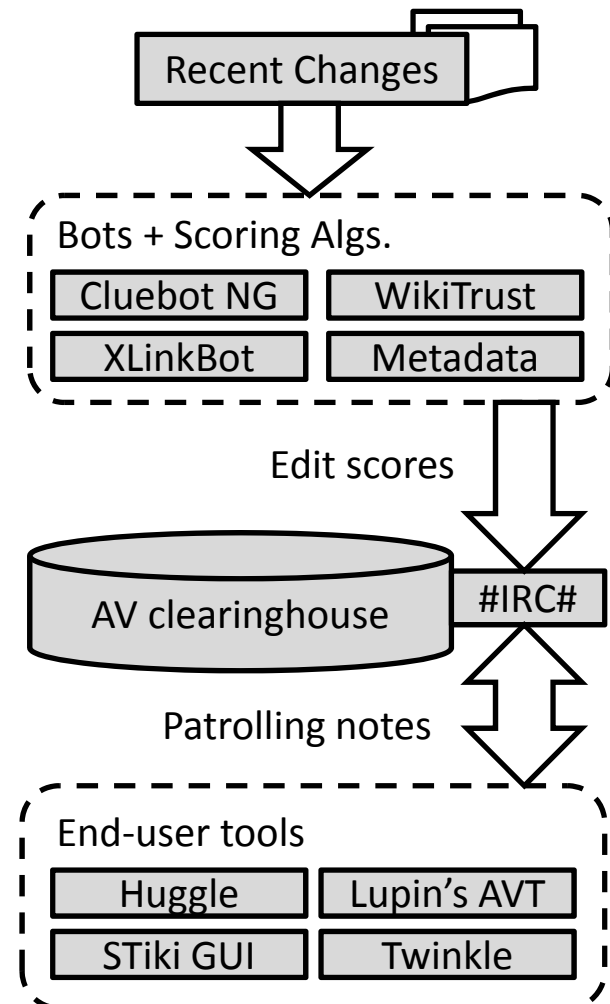 Recent Changes
Bots + Scoring Algs.
Cluebot NG
WikiTrust
XLinkBot
Metadata
Edit scores
AV clearinghouse
#IRC#
Patrolling notes
End-user tools
Huggle
Lupin’s AVT
STiki GUI
Twinkle